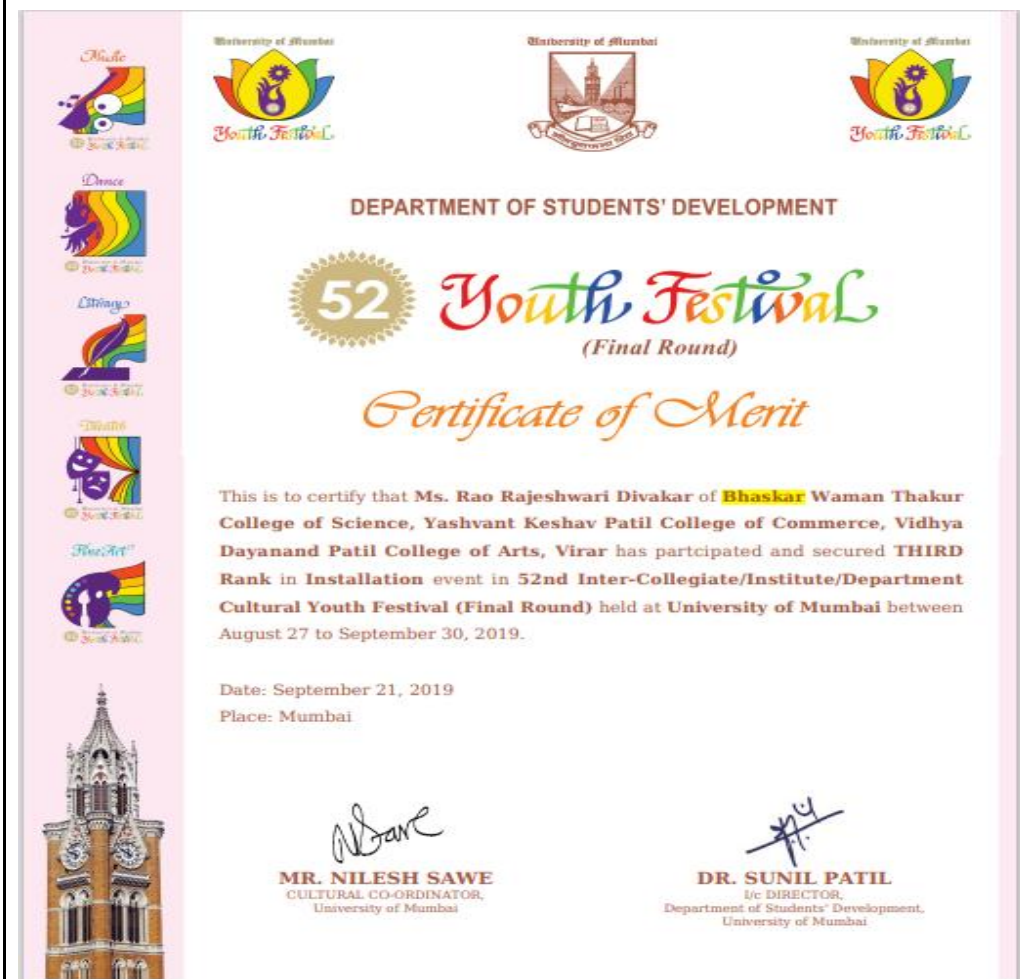 University of Mumbai
Youth Festival
University of Mumbai
University of Mumbai
Youth Festival
Music
Dance
Literary
Theatre
Fine Art
DEPARTMENT OF STUDENTS' DEVELOPMENT
52 Youth Festival
(Final Round)
Certificate of Merit
This is to certify that Ms. Rao Rajeshwari Divakar of Bhaskar Waman Thakur
College of Science, Yashvant Keshav Patil College of Commerce, Vidhya
Dayanand Patil College of Arts, Virar has partcipated and secured THIRD
Rank in Installation event in 52nd Inter-Collegiate/Institute/Department
Cultural Youth Festival (Final Round) held at University of Mumbai between
August 27 to September 30, 2019.
Date: September 21, 2019
Place: Mumbai
MR. NILESH SAWE
CULTURAL CO-ORDINATOR,
University of Mumbai
DR. SUNIL PATIL
I/c DIRECTOR,
Department of Students' Development,
University of Mumbai